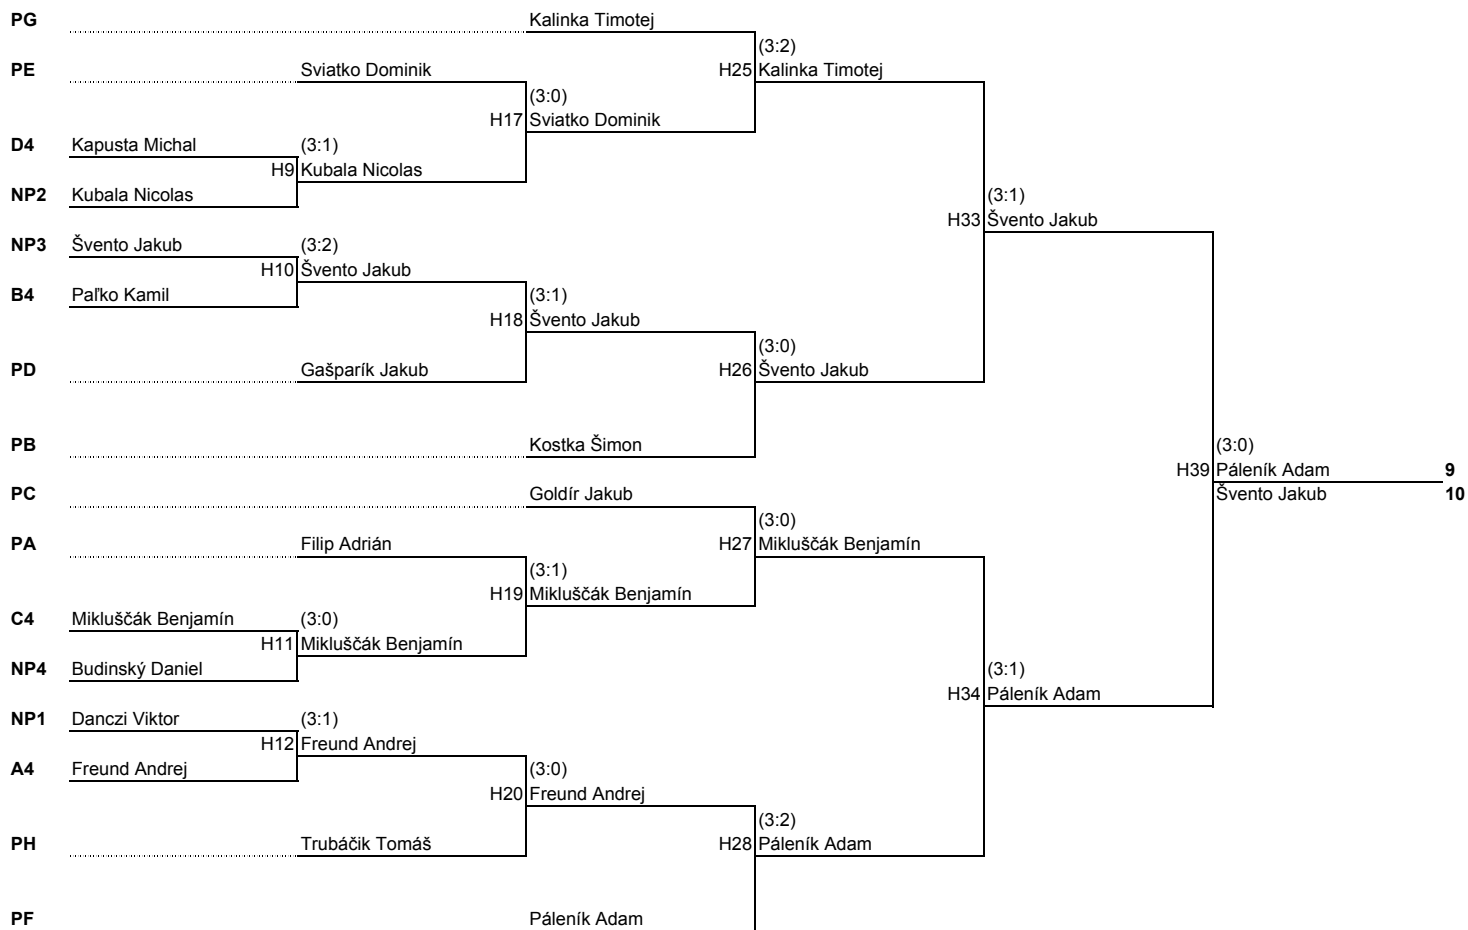 PG Kalinka Timotej
(3:2)
PE Sviatko Dominik H25 Kalinka Timotej
(3:0)
H17 Sviatko Dominik
D4 Kapusta Michal (3:1)
H9 Kubala Nicolas
NP2 Kubala Nicolas (3:1)
H33 Švento Jakub
NP3 Švento Jakub (3:2)
H10 Švento Jakub
B4 Paľko Kamil (3:1)
H18 Švento Jakub
(3:0)
PD Gašparík Jakub H26 Švento Jakub
PB Kostka Šimon (3:0)
H39 Páleník Adam 9
PC Goldír Jakub Švento Jakub 10
(3:0)
PA Filip Adrián H27 Mikluščák Benjamín
(3:1)
H19 Mikluščák Benjamín
C4 Mikluščák Benjamín (3:0)
H11 Mikluščák Benjamín
NP4 Budinský Daniel (3:1)
H34 Páleník Adam
NP1 Danczi Viktor (3:1)
H12 Freund Andrej
A4 Freund Andrej (3:0)
H20 Freund Andrej
(3:2)
PH Trubáčik Tomáš H28 Páleník Adam
PF Páleník Adam